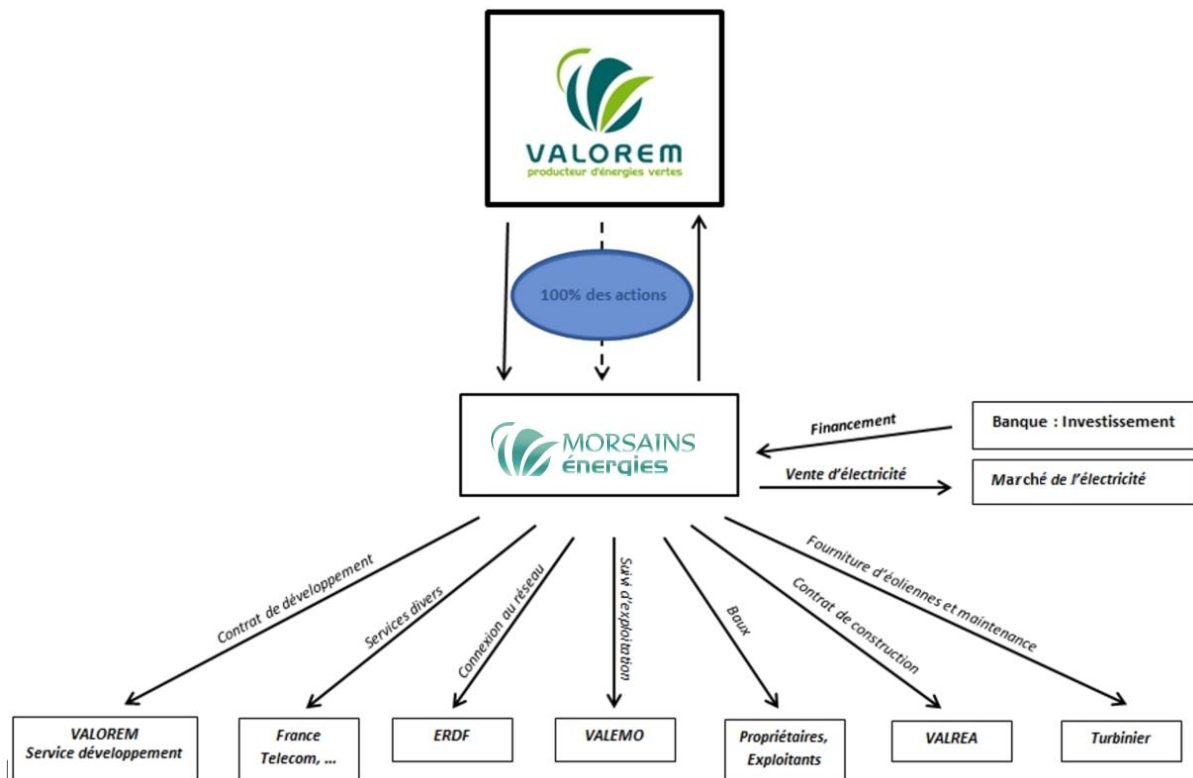 VALOREM
producteur d'énergies vertes
100% des actions
MORSAINS
énergies
Financement
Banque : Investissement
Vente d'électricité
Marché de l'électricité
Contrat de développement
Services divers
Connexion au réseau
Suivi d'exploitation
Baux
Contrat de construction
Fourniture d'éoliennes et maintenance
VALOREM
Service développement
France
Telecom, ...
ERDF
VALEMO
Propriétaires,
Exploitants
VALREA
Turbinier